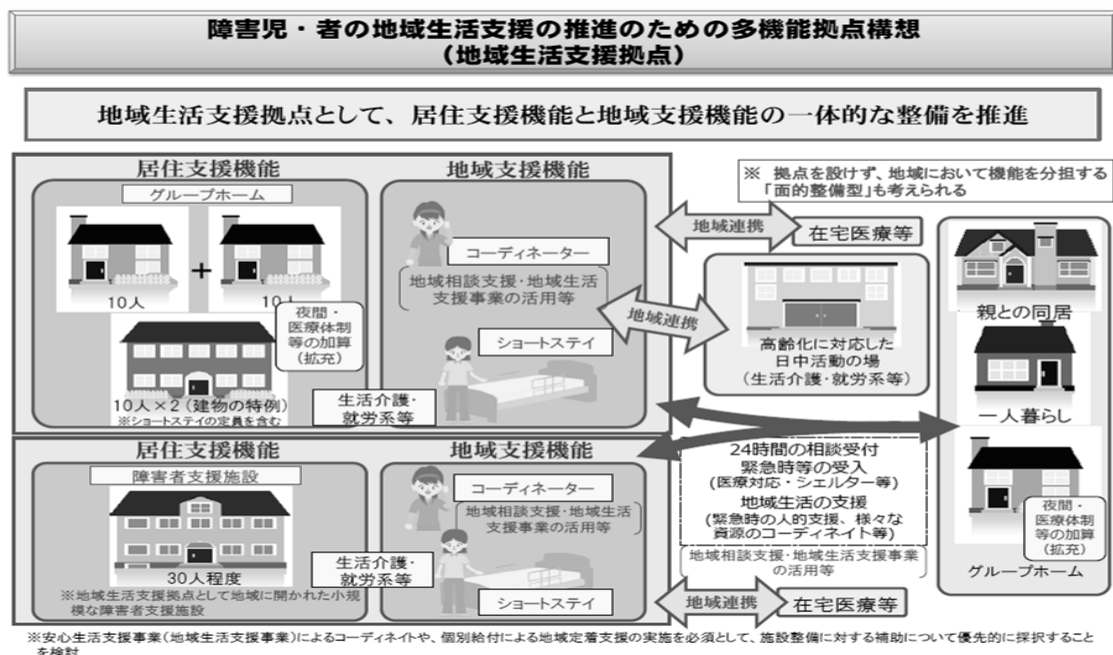 障害児・者の地域生活支援の推進のための多機能拠点構想
（地域生活支援拠点）
地域生活支援拠点として、居住支援機能と地域支援機能の一体的な整備を推進
居住支援機能
グループホーム
10人
+
10人
夜間・
医療体制
等の加算
（拡充）
10人×2（建物の特例）
※ショートステイの定員を含む
地域支援機能
コーディネーター
地域相談支援・地域生活
支援事業の活用等
ショートステイ
生活介護・
就労系等
居住支援機能
障害者支援施設
30人程度
※地域生活支援拠点として地域に開かれた小規
模な障害者支援施設
地域支援機能
コーディネーター
地域相談支援・地域生活
支援事業の活用等
生活介護・
就労系等
ショートステイ
※ 拠点を設けず、地域において機能を分担する
「面的整備型」も考えられる
地域連携
在宅医療等
地域連携
高齢化に対応した
日中活動の場
（生活介護・就労系等）
24時間の相談受付
緊急時等の受入
（医療対応・シェルター等）
地域生活の支援
（緊急時の人的支援、様々な
資源のコーディネイト等）
地域相談支援・地域生活支援事業
の活用等
地域連携
在宅医療等
親との同居
一人暮らし
夜間・
医療体制
等の加算
（拡充）
グループホーム
※安心生活支援事業（地域生活支援事業）によるコーディネイトや、個別給付による地域定着支援の実施を必須として、施設整備に対する補助について優先的に採択すること
を検討